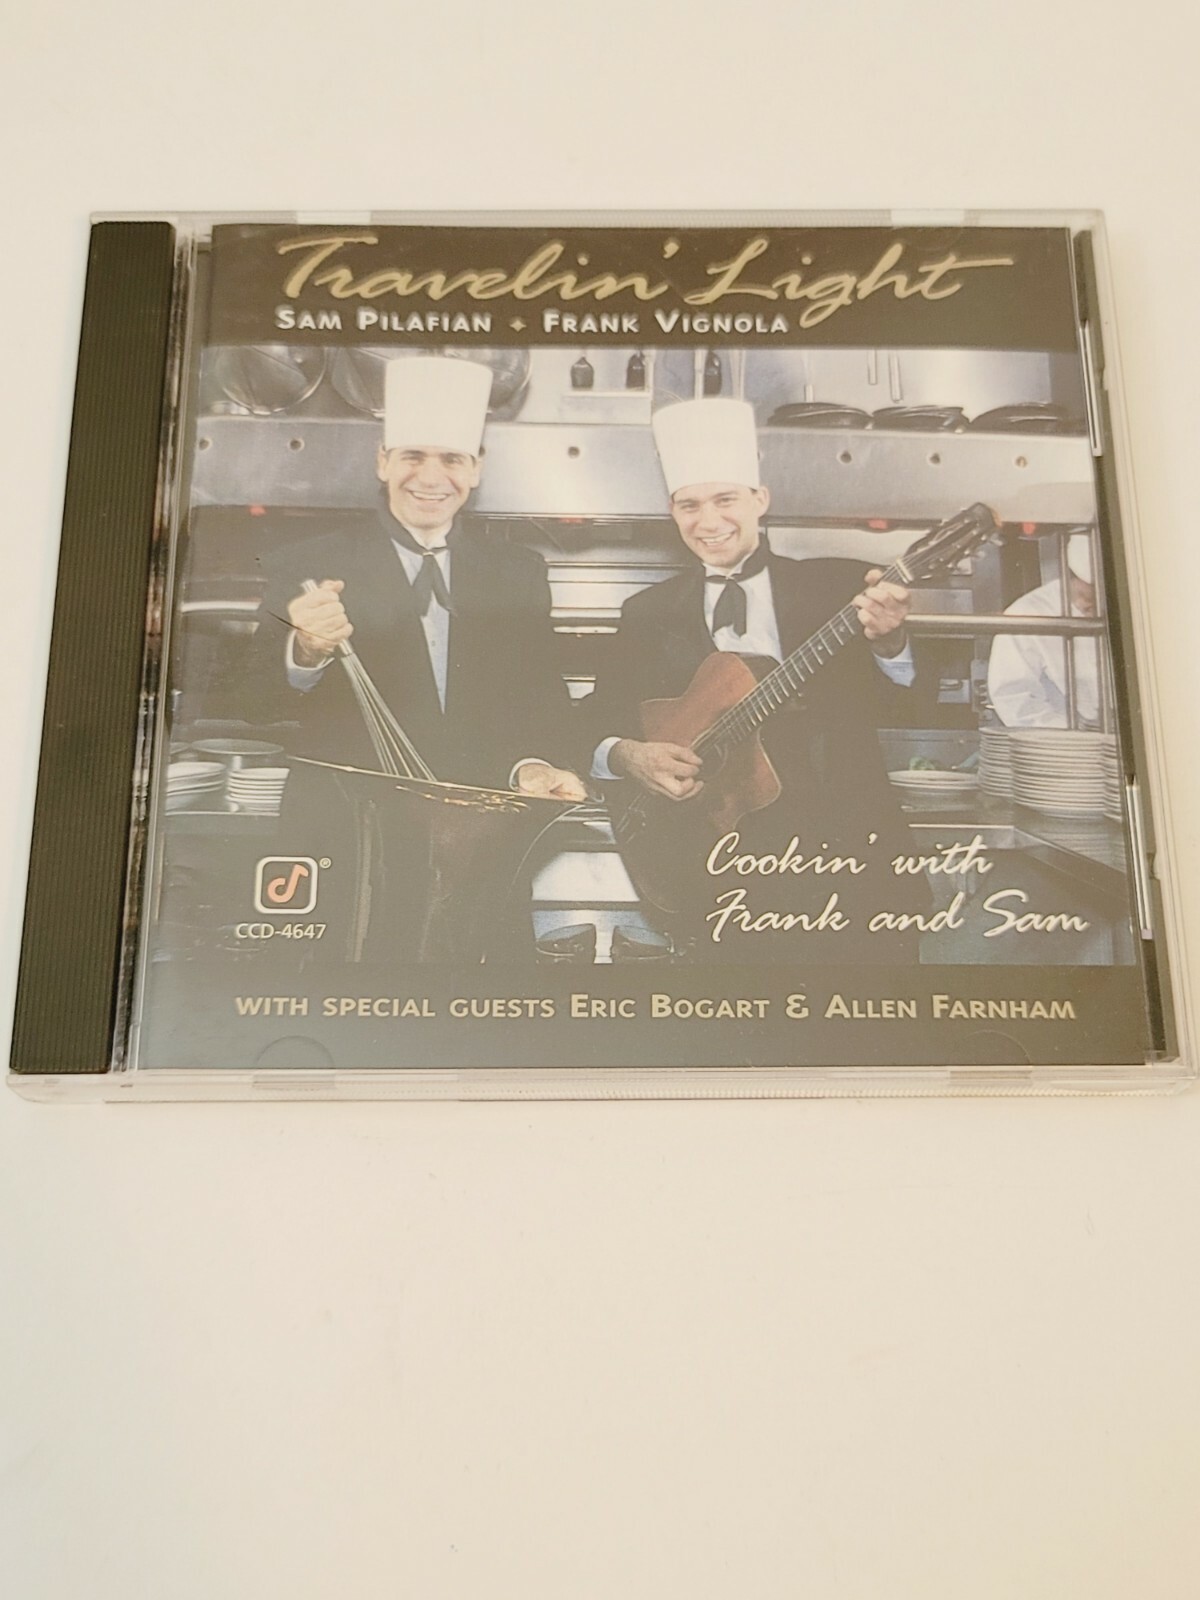 Travelin' Light
SAM PILAFIAN ✦ FRANK VIGNOLA
Cookin' with
Frank and Sam
®
CCD-4647
WITH SPECIAL GUESTS ERIC BOGART & ALLEN FARNHAM